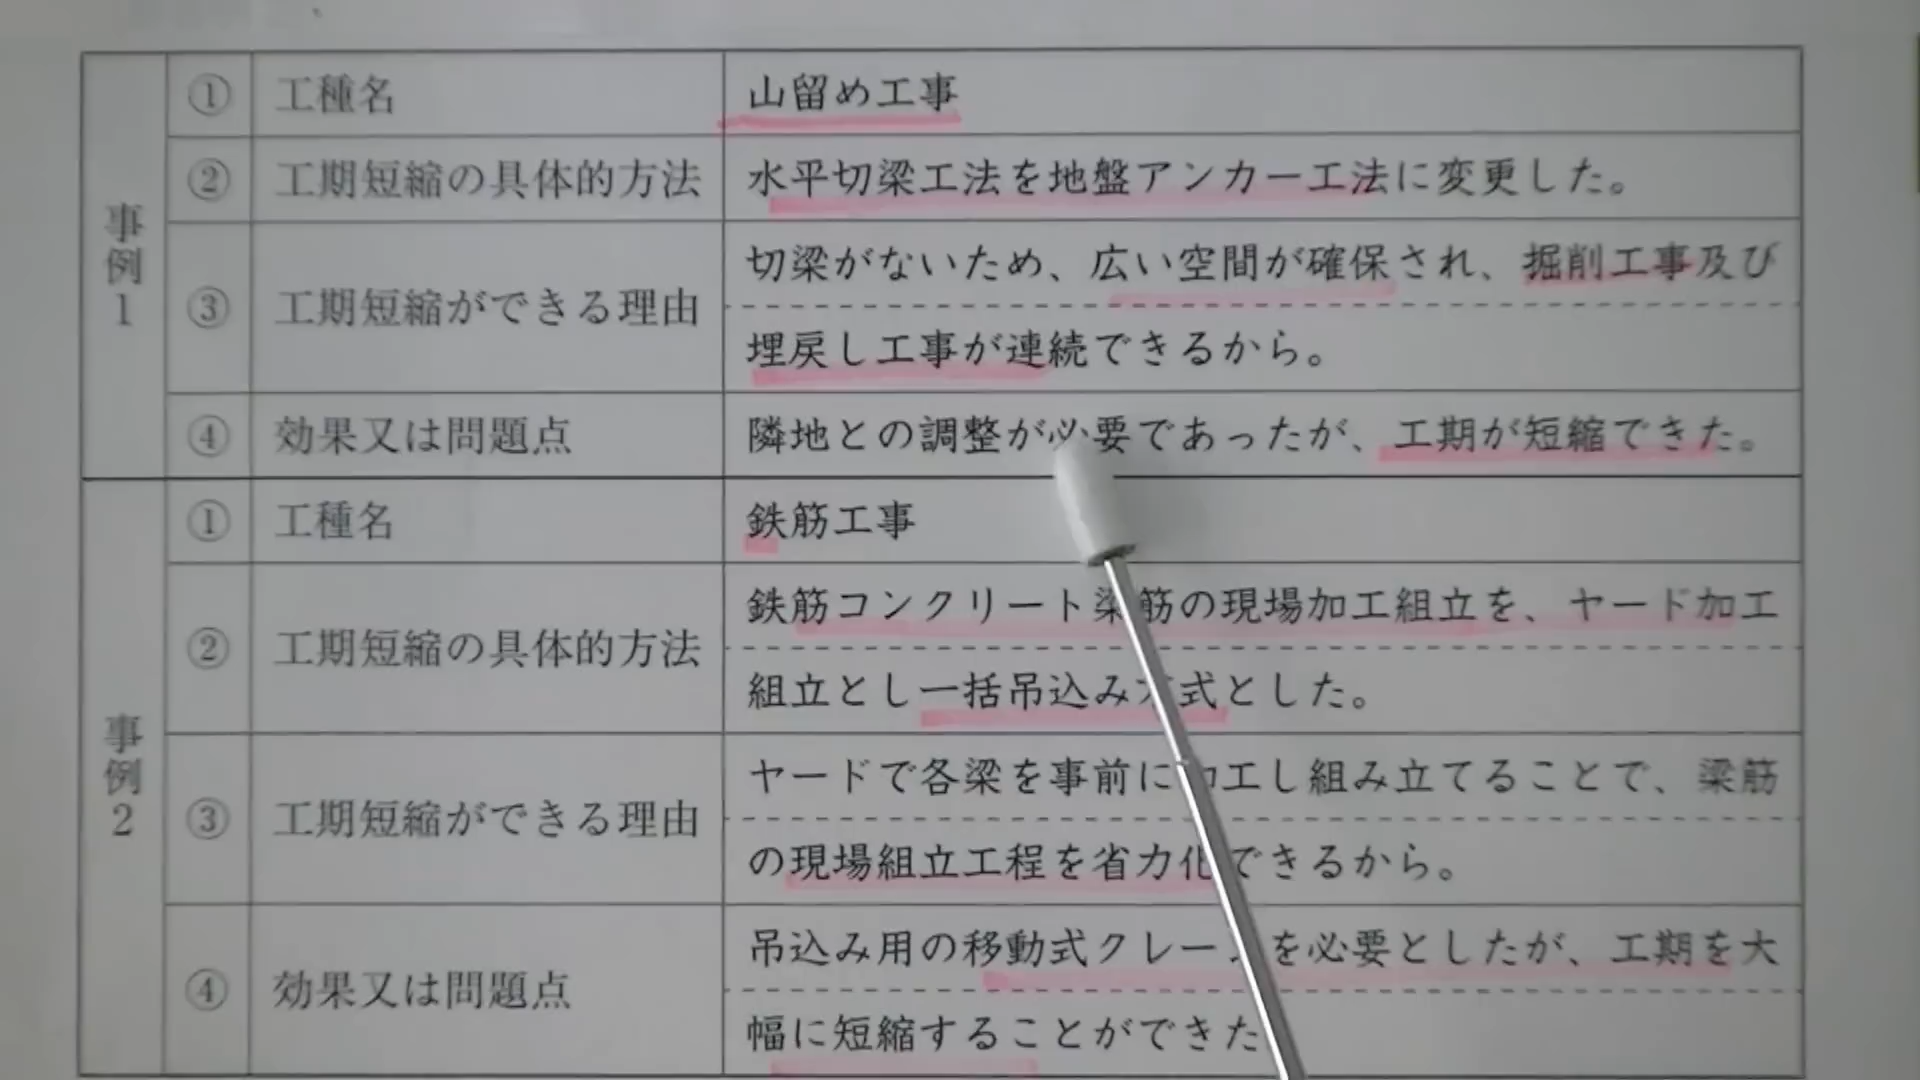 事例1
① 工種名 山留め工事
② 工期短縮の具体的方法 水平切梁工法を地盤アンカー工法に変更した。
③ 工期短縮ができる理由 切梁がないため、広い空間が確保され、掘削工事及び
埋戻し工事が連続できるから。
④ 効果又は問題点 隣地との調整が必要であったが、工期が短縮できた。
事例2
① 工種名 鉄筋工事
② 工期短縮の具体的方法 鉄筋コンクリート梁筋の現場加工組立を、ヤード加工
組立とし一括吊込み方式とした。
③ 工期短縮ができる理由 ヤードで各梁を事前に加工し組み立てることで、梁筋
の現場組立工程を省力化できるから。
④ 効果又は問題点 吊込み用の移動式クレーンを必要としたが、工期を大
幅に短縮することができた